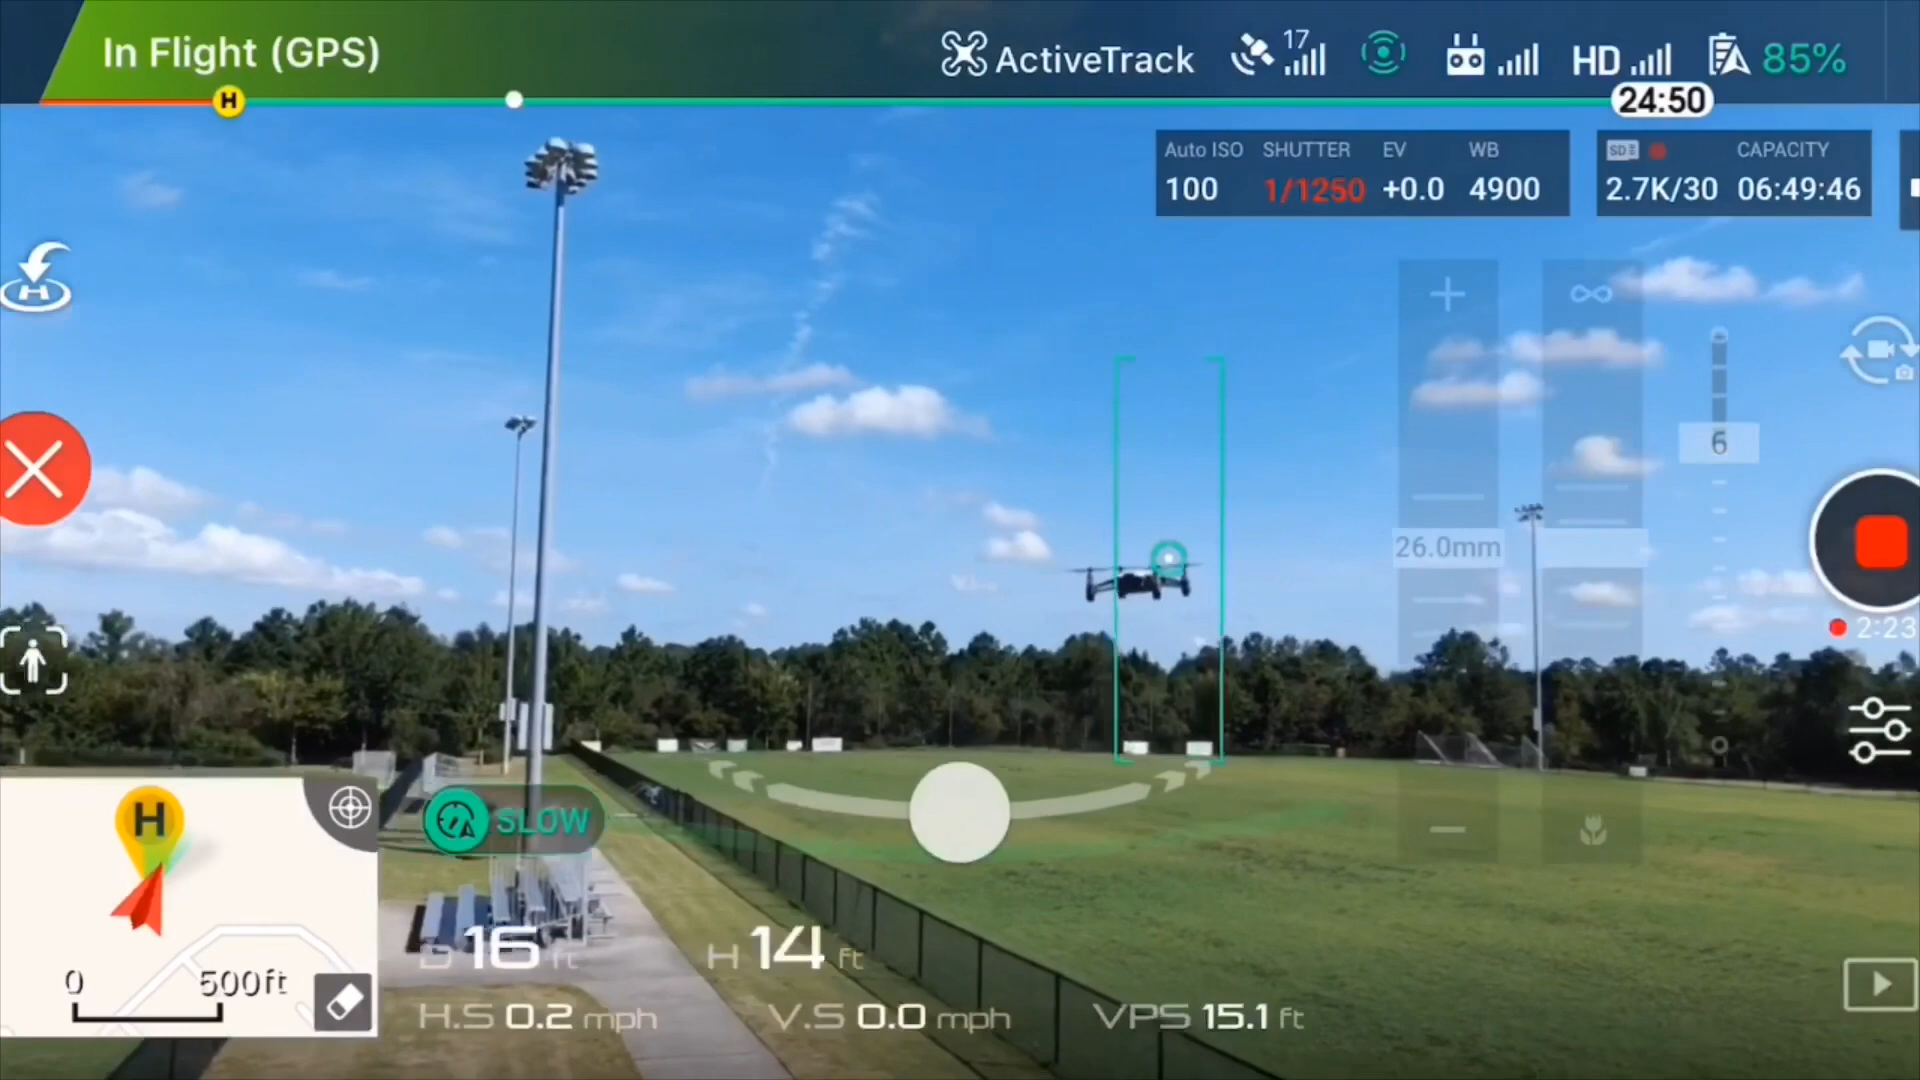 In Flight (GPS)
ActiveTrack
17
HD
85%
H
24:50
Auto ISO SHUTTER EV WB
100 1/1250 +0.0 4900
SD CAPACITY
2.7K/30 06:49:46
6
26.0mm
2:23
SLOW
H
0 500ft
D 16 ft H 14 ft
H.S 0.2 mph V.S 0.0 mph VPS 15.1 ft